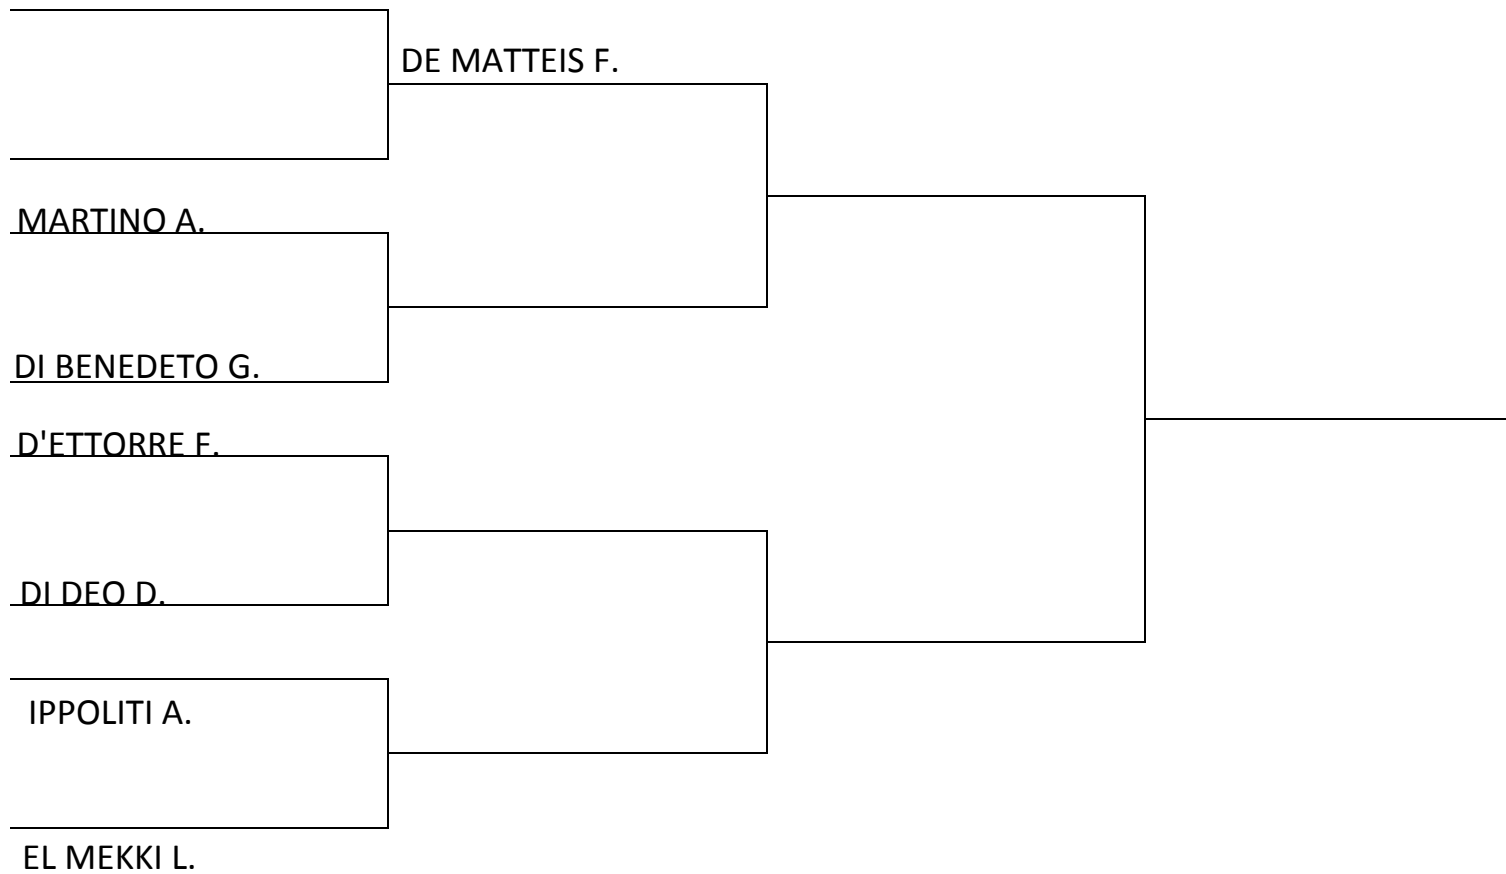 DE MATTEIS F.
MARTINO A.
DI BENEDETO G.
D'ETTORRE F.
DI DEO D.
IPPOLITI A.
EL MEKKI L.